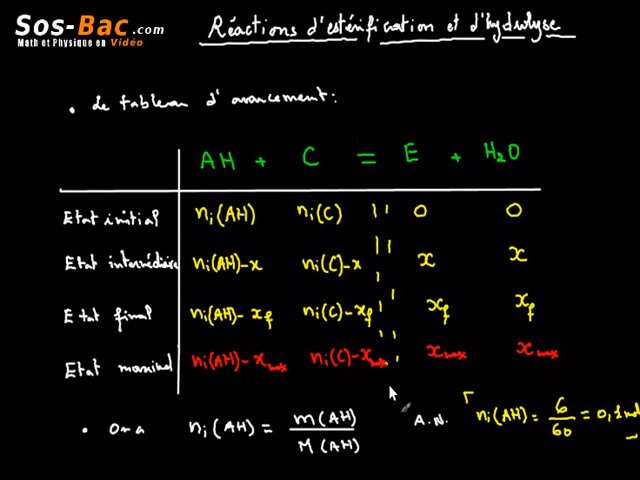 Sos-Bac.com
Math et Physique en Vidéo
Réactions d'estérification et d'hydrolyse
• Le tableau d'avancement :
AH + C = E + H₂O
Etat initial ni(AH) ni(C) 0 0
Etat intermédiaire ni(AH)-x ni(C)-x x x
Etat final ni(AH)-xf ni(C)-xf xf xf
Etat maximal ni(AH)-xmax ni(C)-xmax xmax xmax
• On a ni(AH) = m(AH)/M(AH) A.N. ni(AH) = 6/60 = 0,1mol